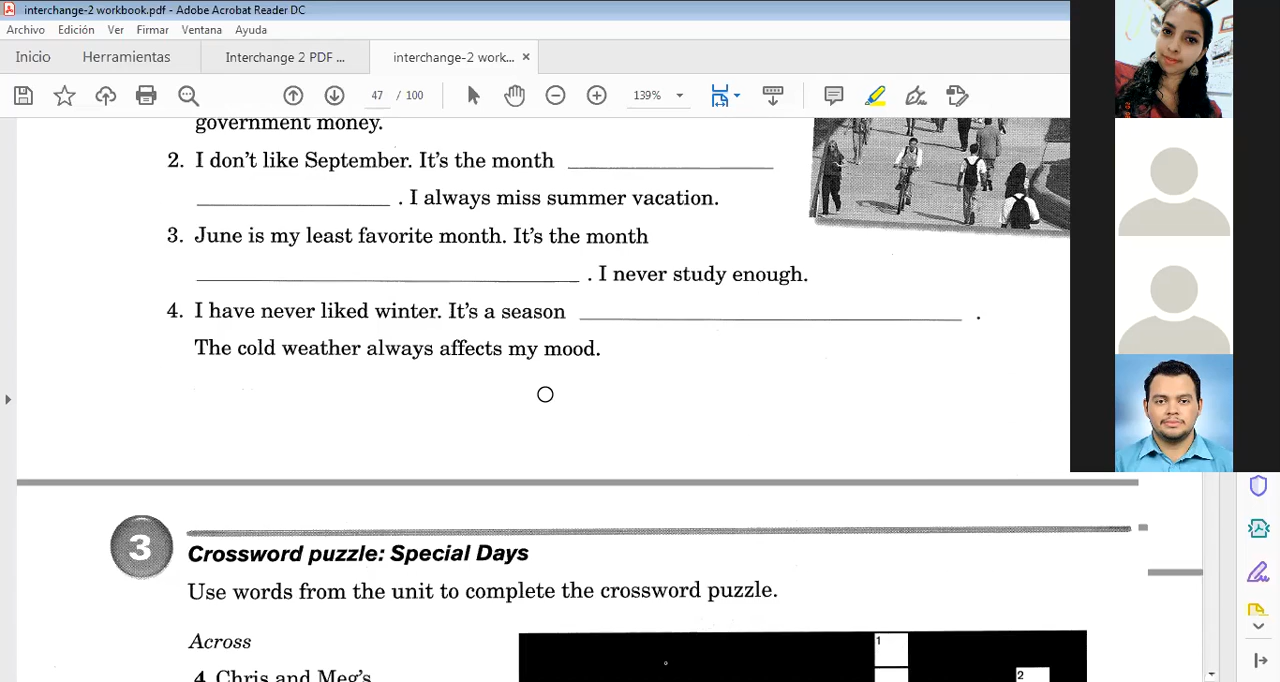 interchange-2 workbook.pdf - Adobe Acrobat Reader DC
Archivo Edición Ver Firmar Ventana Ayuda
Inicio Herramientas Interchange 2 PDF ... interchange-2 work... ×
47 / 100 139%
government money.
2. I don't like September. It's the month ____________
____________ . I always miss summer vacation.
3. June is my least favorite month. It's the month
____________ . I never study enough.
4. I have never liked winter. It's a season ____________ .
The cold weather always affects my mood.
3
Crossword puzzle: Special Days
Use words from the unit to complete the crossword puzzle.
Across
1
4. Chris and Meg's
2